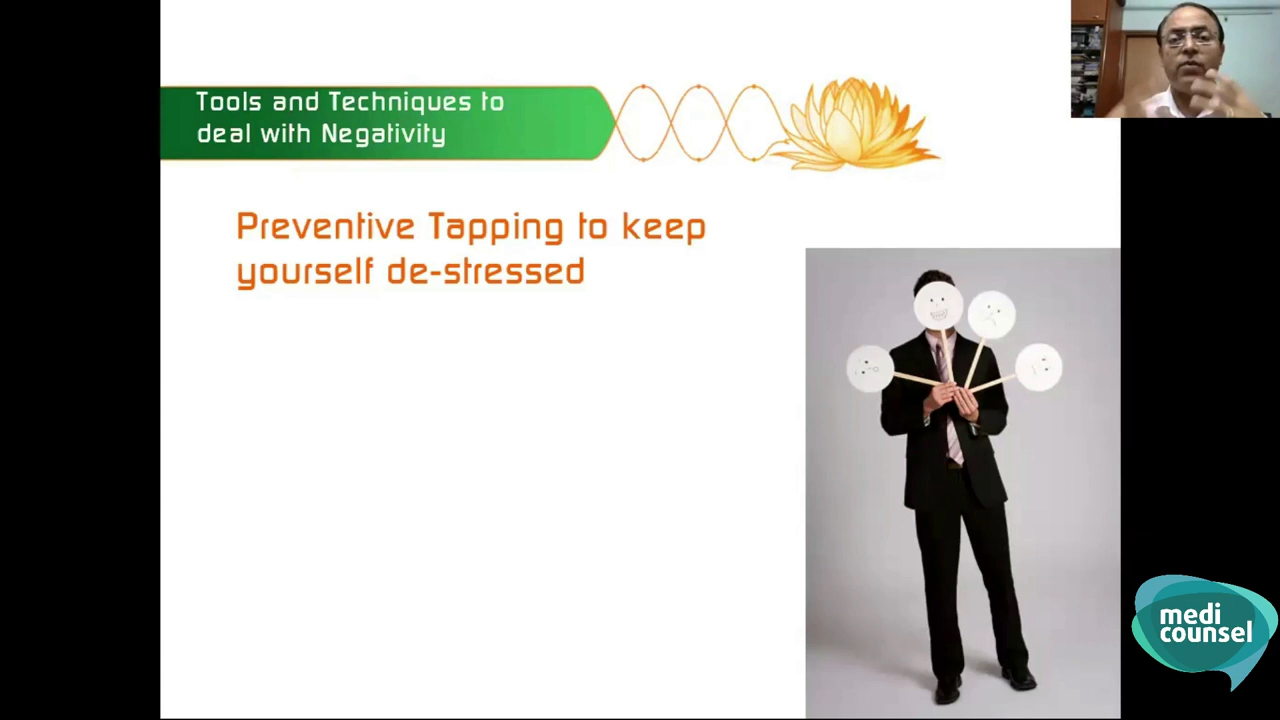 Tools and Techniques to
deal with Negativity
Preventive Tapping to keep
yourself de-stressed
medi
counsel